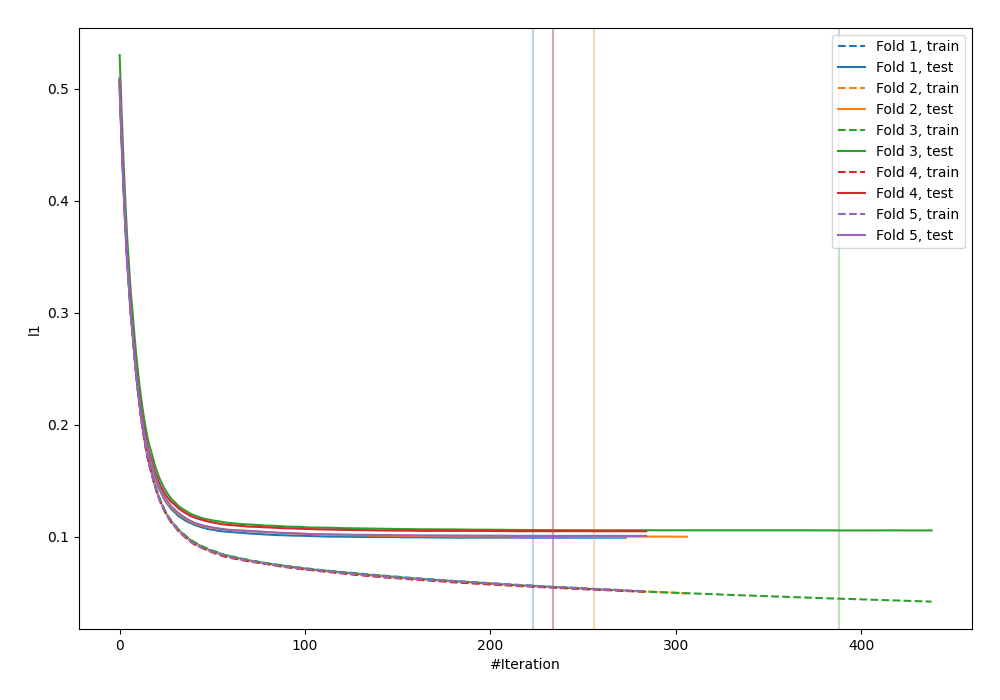 0.5
0.4
0.3
0.2
0.1
l1
0
100
200
300
400
#Iteration
Fold 1, train
Fold 1, test
Fold 2, train
Fold 2, test
Fold 3, train
Fold 3, test
Fold 4, train
Fold 4, test
Fold 5, train
Fold 5, test